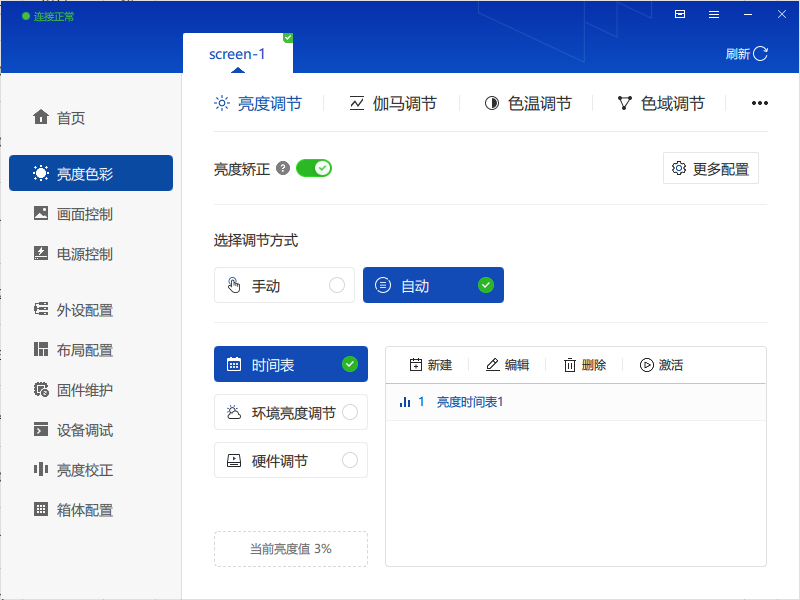 连接正常
screen-1
刷新
首页
亮度色彩
画面控制
电源控制
外设配置
布局配置
固件维护
设备调试
亮度校正
箱体配置
亮度调节 伽马调节 色温调节 色域调节
亮度矫正 ?
更多配置
选择调节方式
手动 自动
时间表
环境亮度调节
硬件调节
当前亮度值 3%
新建 编辑 删除 激活
1 亮度时间表1